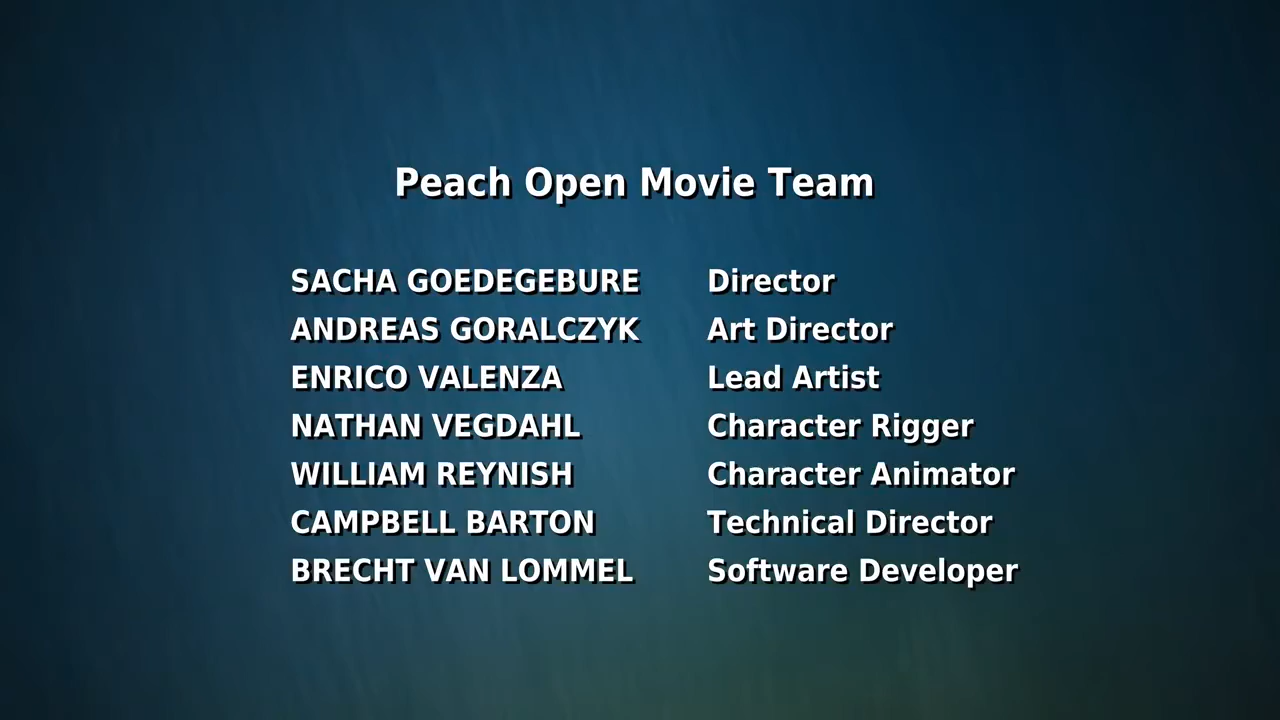 Peach Open Movie Team
SACHA GOEDEGEBURE Director
ANDREAS GORALCZYK Art Director
ENRICO VALENZA Lead Artist
NATHAN VEGDAHL Character Rigger
WILLIAM REYNISH Character Animator
CAMPBELL BARTON Technical Director
BRECHT VAN LOMMEL Software Developer